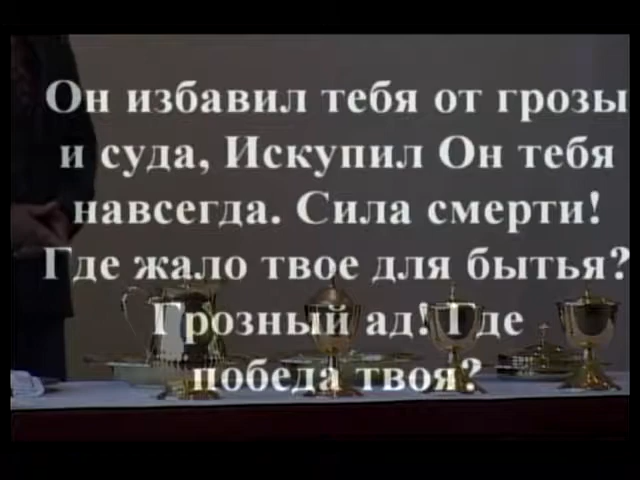 Он избавил тебя от грозы
и суда, Искупил Он тебя
навсегда. Сила смерти!
Где жало твое для бытья?
Грозный ад! Где
победа твоя?